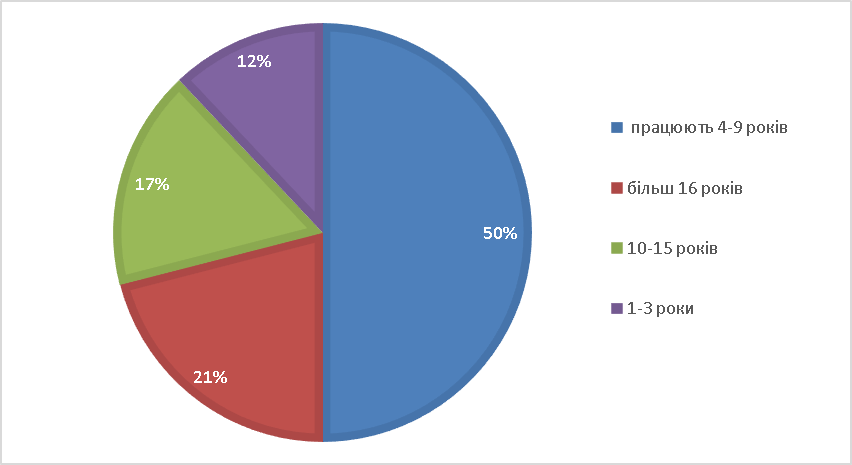 12%
17%
50%
21%
працюють 4-9 років
більш 16 років
10-15 років
1-3 роки